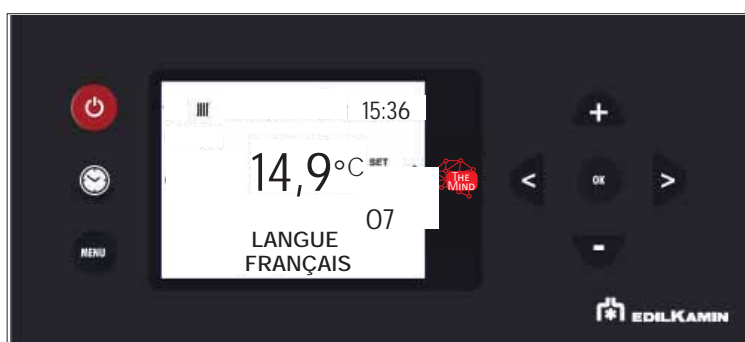 15:36
14,9°C SET
THE
MIND
< OK >
07
LANGUE
FRANÇAIS
MENU
+
-
EDILKAMIN